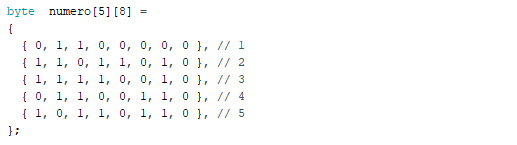 byte  numero[5][8] =
{
  { 0, 1, 1, 0, 0, 0, 0, 0 }, // 1
  { 1, 1, 0, 1, 1, 0, 1, 0 }, // 2
  { 1, 1, 1, 1, 0, 0, 1, 0 }, // 3
  { 0, 1, 1, 0, 0, 1, 1, 0 }, // 4
  { 1, 0, 1, 1, 0, 1, 1, 0 }, // 5
};